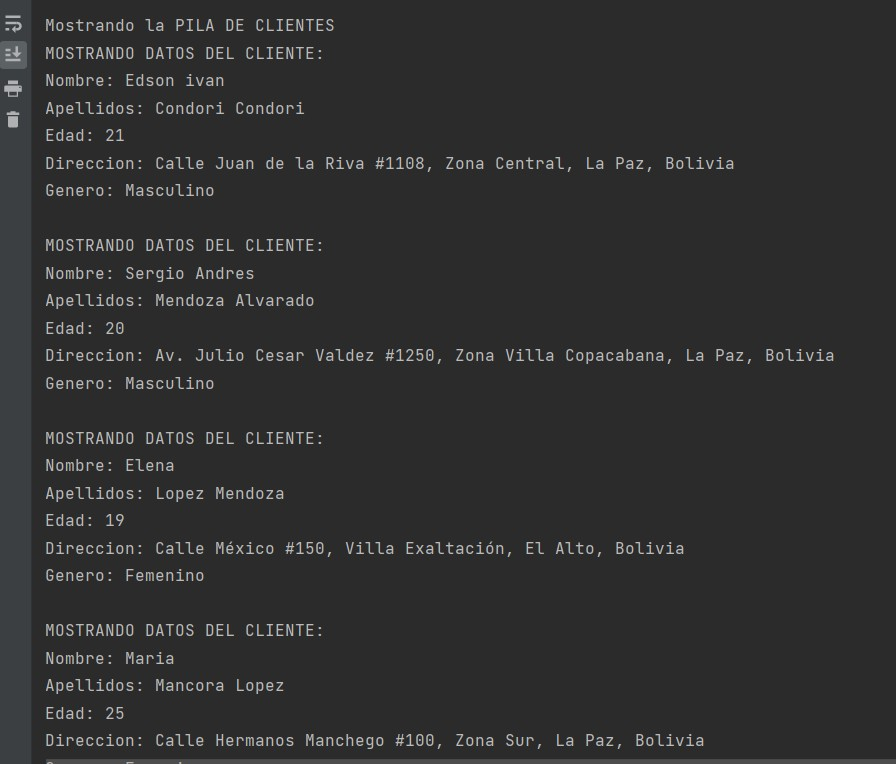 Mostrando la PILA DE CLIENTES
MOSTRANDO DATOS DEL CLIENTE:
Nombre: Edson ivan
Apellidos: Condori Condori
Edad: 21
Direccion: Calle Juan de la Riva #1108, Zona Central, La Paz, Bolivia
Genero: Masculino

MOSTRANDO DATOS DEL CLIENTE:
Nombre: Sergio Andres
Apellidos: Mendoza Alvarado
Edad: 20
Direccion: Av. Julio Cesar Valdez #1250, Zona Villa Copacabana, La Paz, Bolivia
Genero: Masculino

MOSTRANDO DATOS DEL CLIENTE:
Nombre: Elena
Apellidos: Lopez Mendoza
Edad: 19
Direccion: Calle México #150, Villa Exaltación, El Alto, Bolivia
Genero: Femenino

MOSTRANDO DATOS DEL CLIENTE:
Nombre: Maria
Apellidos: Mancora Lopez
Edad: 25
Direccion: Calle Hermanos Manchego #100, Zona Sur, La Paz, Bolivia